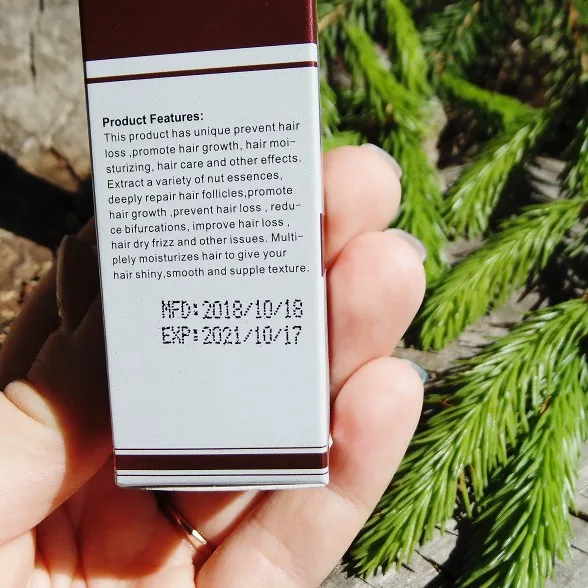 Product Features:
This product has unique prevent hair
loss ,promote hair growth, hair moi-
sturizing, hair care and other effects.
Extract a variety of nut essences,
deeply repair hair follicles,promote
hair growth ,prevent hair loss , redu-
ce bifurcations, improve hair loss ,
hair dry frizz and other issues. Multi-
plely moisturizes hair to give your
hair shiny,smooth and supple texture.
MFD:2018/10/18
EXP:2021/10/17